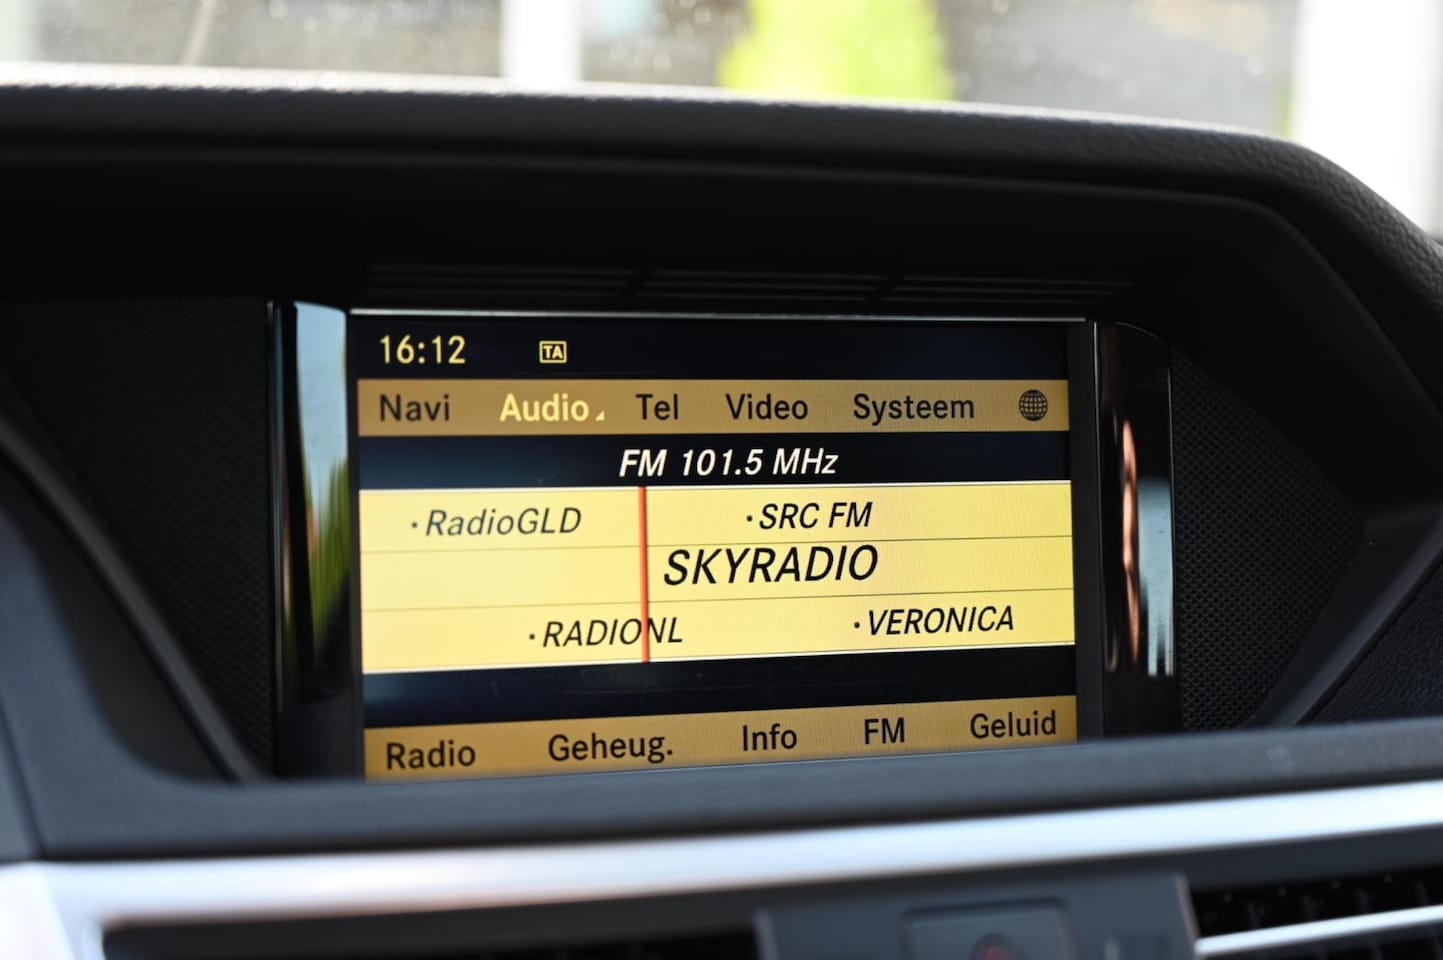 16:12 TA
Navi Audio Tel Video Systeem
FM 101.5 MHz
·RadioGLD ·SRC FM
SKYRADIO
·RADIONL ·VERONICA
Radio Geheug. Info FM Geluid